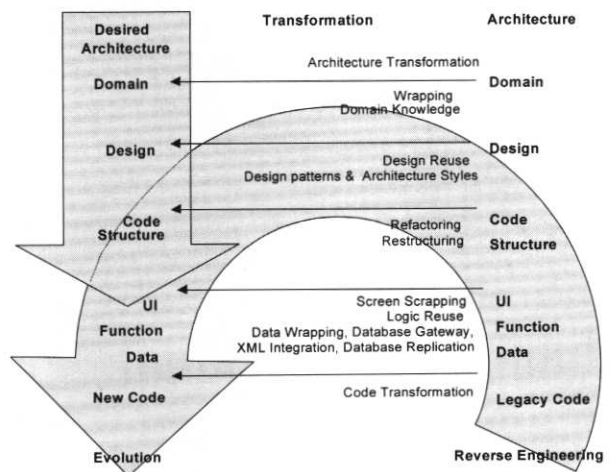 Desired Architecture
Transformation
Architecture
Architecture Transformation
Domain
Domain
Wrapping
Domain Knowledge
Design
Design
Design Reuse
Design patterns & Architecture Styles
Code
Structure
Code
Structure
Refactoring
Restructuring
UI
Function
Data
Screen Scrapping
Logic Reuse
Data Wrapping, Database Gateway,
XML Integration, Database Replication
UI
Function
Data
New Code
Code Transformation
Legacy Code
Evolution
Reverse Engineering